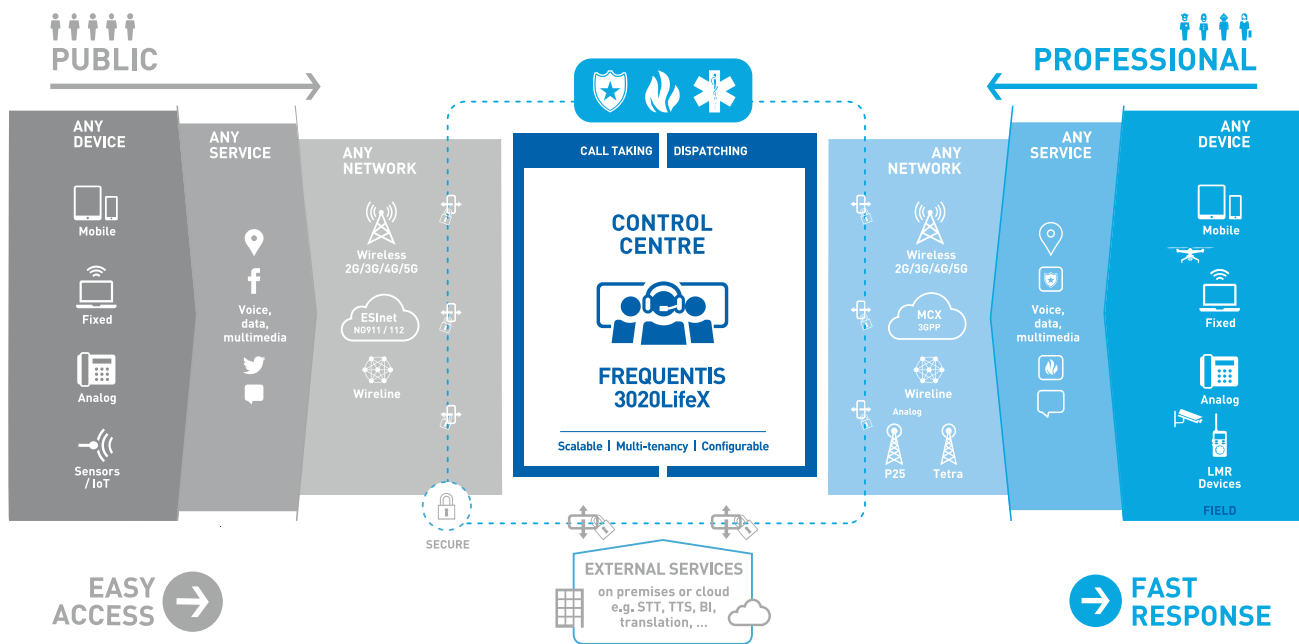 PUBLIC
PROFESSIONAL
ANY
DEVICE
Mobile
Fixed
Analog
Sensors
/ IoT
ANY
SERVICE
Voice,
data,
multimedia
ANY
NETWORK
Wireless
2G/3G/4G/5G
ESInet
NG911 / 112
Wireline
CALL TAKING
DISPATCHING
CONTROL
CENTRE
FREQUENTIS
3020LifeX
Scalable | Multi-tenancy | Configurable
ANY
NETWORK
Wireless
2G/3G/4G/5G
MCX
3GPP
Wireline
Analog
P25
Tetra
ANY
SERVICE
Voice,
data,
multimedia
ANY
DEVICE
Mobile
Fixed
Analog
LMR
Devices
FIELD
SECURE
EXTERNAL SERVICES
on premises or cloud
e.g. STT, TTS, BI,
translation, ...
EASY
ACCESS
FAST
RESPONSE